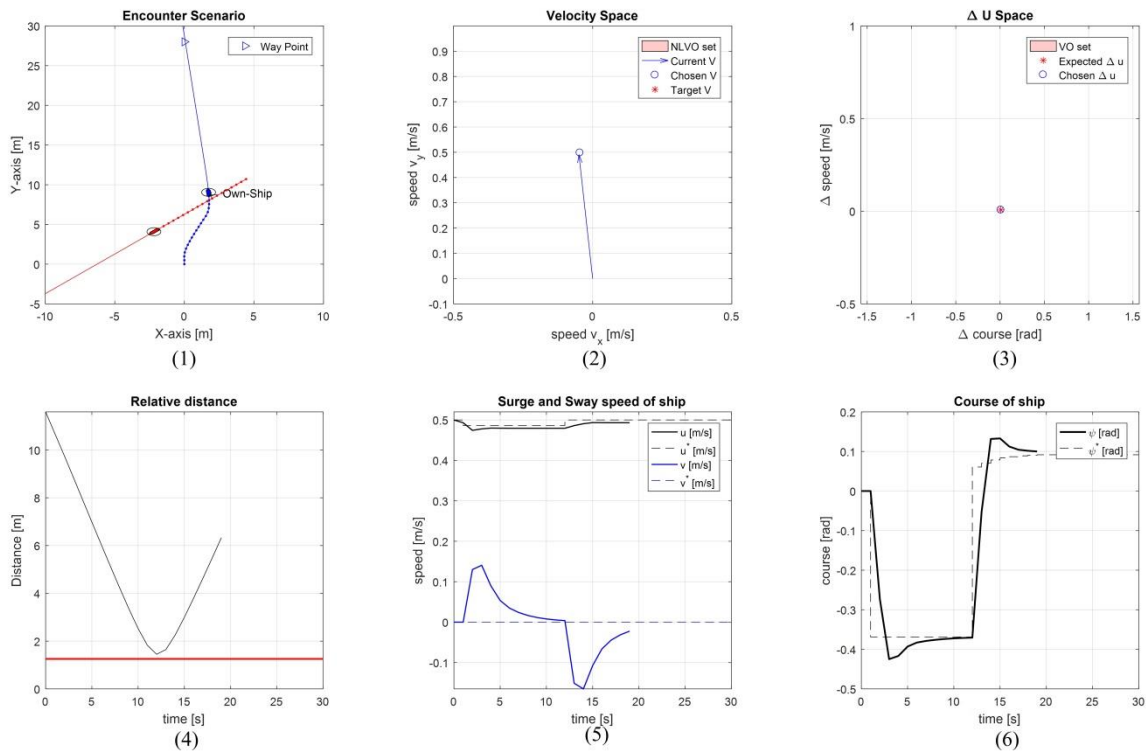 Encounter Scenario
30
25
20
15
10
5
0
-5
-10
-5
0
5
10
Y-axis [m]
X-axis [m]
Way Point
Own-Ship
(1)
Velocity Space
0.9
0.8
0.7
0.6
0.5
0.4
0.3
0.2
0.1
0
-0.1
-0.5
0
0.5
speed v_y [m/s]
speed v_x [m/s]
NLVO set
Current V
Chosen V
Target V
(2)
Δ U Space
1
0.5
0
-0.5
-1.5
-1
-0.5
0
0.5
1
1.5
Δ speed [m/s]
Δ course [rad]
VO set
Expected Δ u
Chosen Δ u
(3)
Relative distance
10
8
6
4
2
0
0
5
10
15
20
25
30
Distance [m]
time [s]
(4)
Surge and Sway speed of ship
0.5
0.4
0.3
0.2
0.1
0
-0.1
0
5
10
15
20
25
30
speed [m/s]
time [s]
u [m/s]
u* [m/s]
v [m/s]
v* [m/s]
(5)
Course of ship
0.2
0.1
0
-0.1
-0.2
-0.3
-0.4
-0.5
0
5
10
15
20
25
30
course [rad]
time [s]
ψ [rad]
ψ* [rad]
(6)